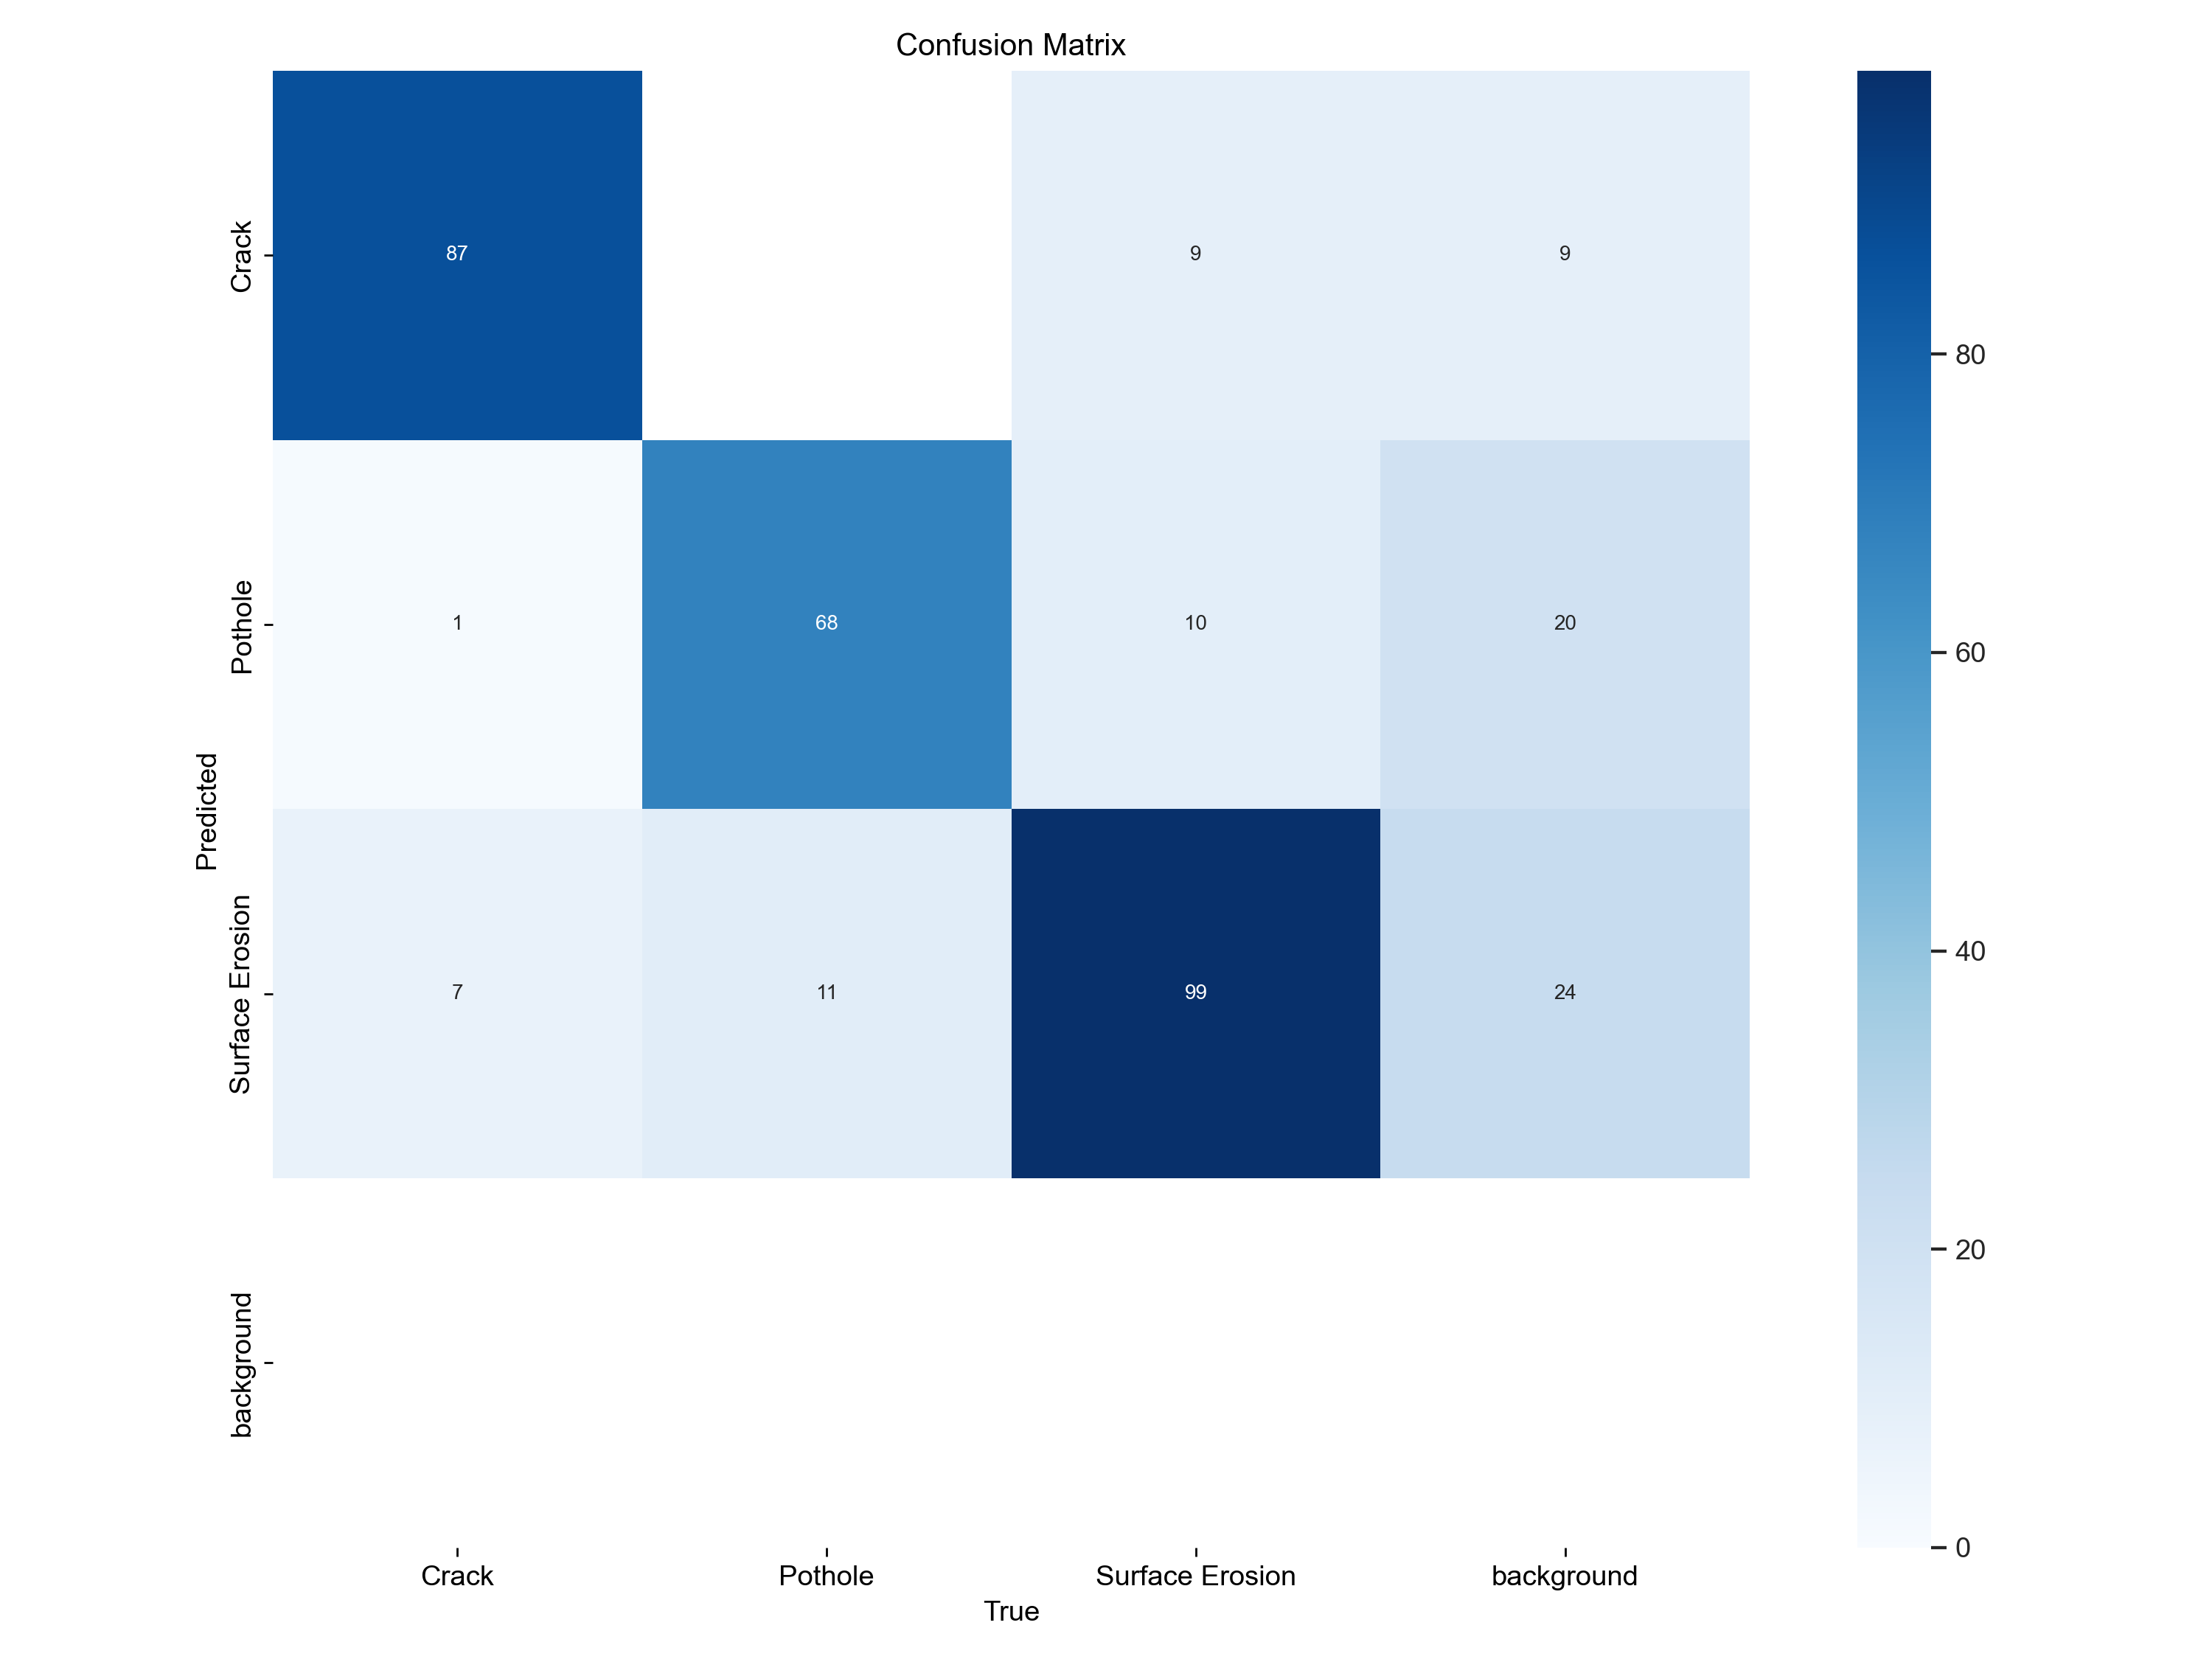 Confusion Matrix
Crack
87
9
9
Pothole
1
68
10
20
Surface Erosion
7
11
99
24
background
Predicted
Crack
Pothole
Surface Erosion
background
True
80
60
40
20
0